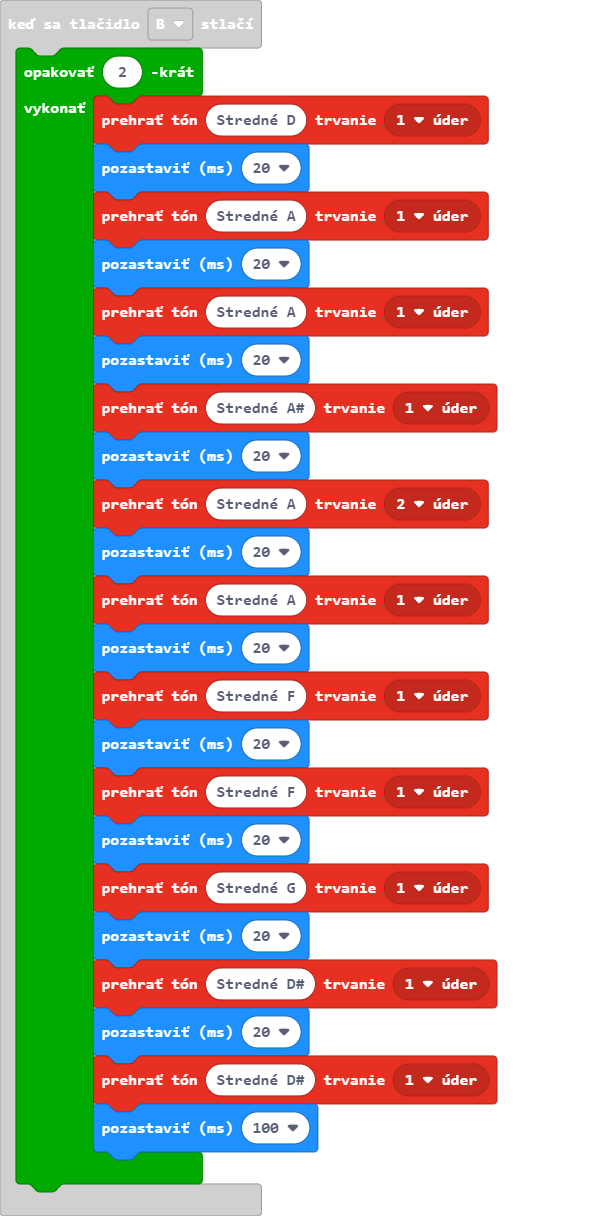 keď sa tlačidlo B stlačí
opakovať 2 -krát
vykonať
prehrať tón Stredné D trvanie 1 úder
pozastaviť (ms) 20
prehrať tón Stredné A trvanie 1 úder
pozastaviť (ms) 20
prehrať tón Stredné A trvanie 1 úder
pozastaviť (ms) 20
prehrať tón Stredné A# trvanie 1 úder
pozastaviť (ms) 20
prehrať tón Stredné A trvanie 2 úder
pozastaviť (ms) 20
prehrať tón Stredné A trvanie 1 úder
pozastaviť (ms) 20
prehrať tón Stredné F trvanie 1 úder
pozastaviť (ms) 20
prehrať tón Stredné F trvanie 1 úder
pozastaviť (ms) 20
prehrať tón Stredné G trvanie 1 úder
pozastaviť (ms) 20
prehrať tón Stredné D# trvanie 1 úder
pozastaviť (ms) 20
prehrať tón Stredné D# trvanie 1 úder
pozastaviť (ms) 100